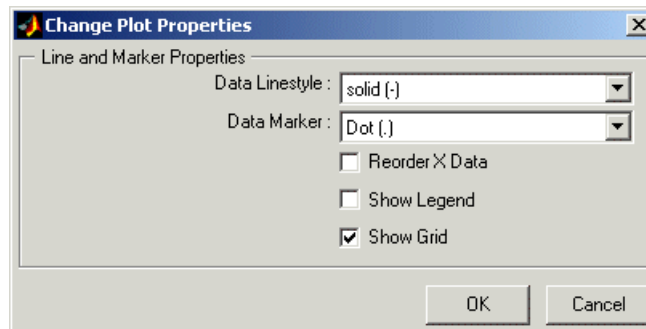 Change Plot Properties
Line and Marker Properties
Data Linestyle : solid (-)
Data Marker : Dot (.)
Reorder X Data
Show Legend
Show Grid
OK Cancel